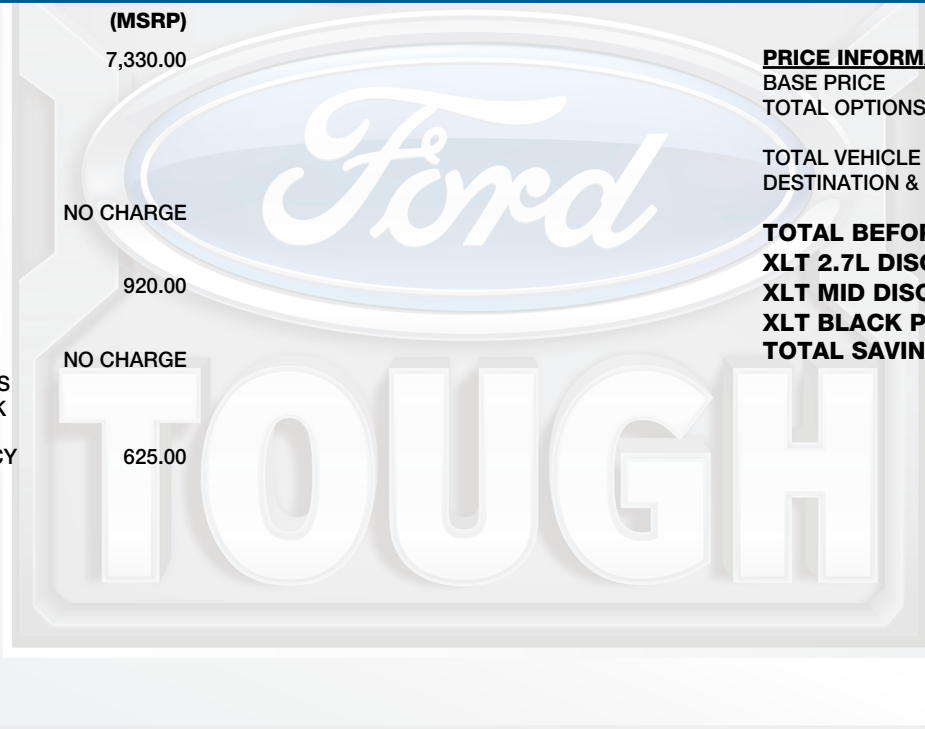 (MSRP)
7,330.00
NO CHARGE
920.00
NO CHARGE
S
K
CY 625.00
PRICE INFORMA
BASE PRICE
TOTAL OPTIONS
TOTAL VEHICLE
DESTINATION &
TOTAL BEFOR
XLT 2.7L DISC
XLT MID DISC
XLT BLACK P
TOTAL SAVIN
Ford
TOUGH